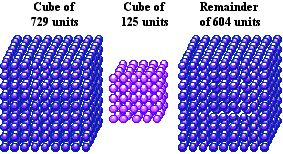 Cube of
729 units
Cube of
125 units
Remainder
of 604 units